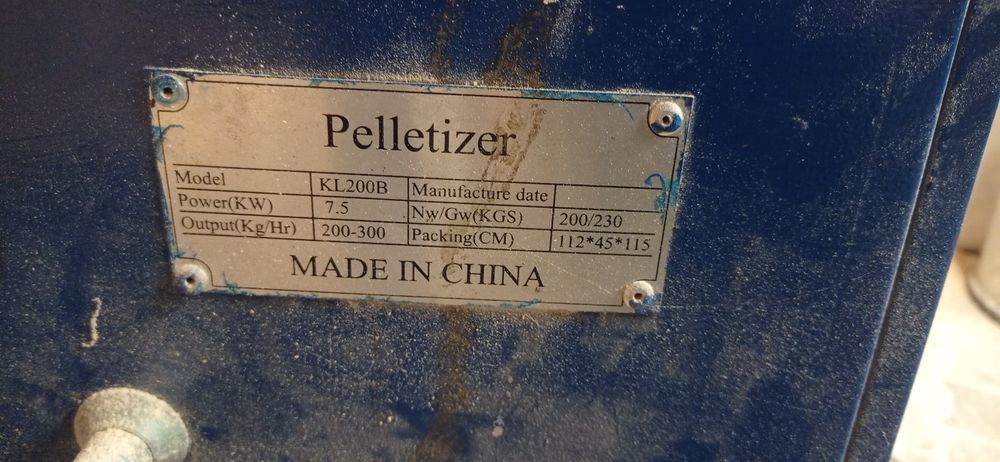 Pelletizer
Model KL200B Manufacture date
Power(KW) 7.5 Nw/Gw(KGS) 200/230
Output(Kg/Hr) 200-300 Packing(CM) 112*45*115
MADE IN CHINA